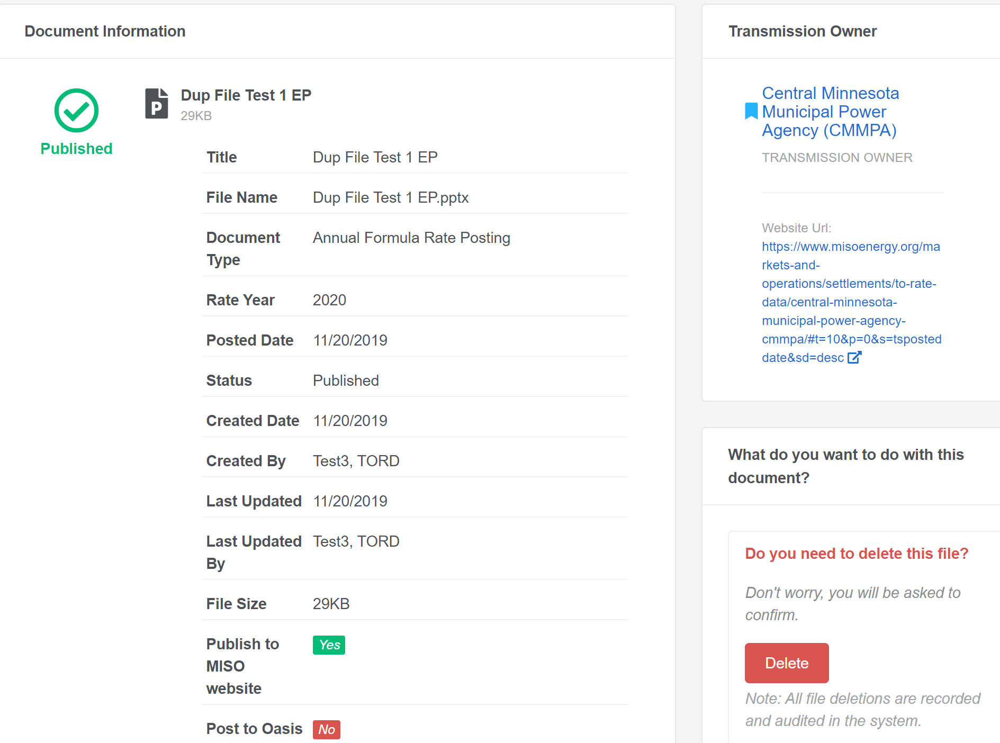 Document Information
Published
P
Dup File Test 1 EP
29KB
Title Dup File Test 1 EP
File Name Dup File Test 1 EP.pptx
Document Annual Formula Rate Posting
Type
Rate Year 2020
Posted Date 11/20/2019
Status Published
Created Date 11/20/2019
Created By Test3, TORD
Last Updated 11/20/2019
Last Updated Test3, TORD
By
File Size 29KB
Publish to Yes
MISO
website
Post to Oasis No
Transmission Owner
Central Minnesota
Municipal Power
Agency (CMMPA)
TRANSMISSION OWNER
Website Url:
https://www.misoenergy.org/ma
rkets-and-
operations/settlements/to-rate-
data/central-minnesota-
municipal-power-agency-
cmmpa/#t=10&p=0&s=tsposted
date&sd=desc
What do you want to do with this
document?
Do you need to delete this file?
Don't worry, you will be asked to
confirm.
Delete
Note: All file deletions are recorded
and audited in the system.